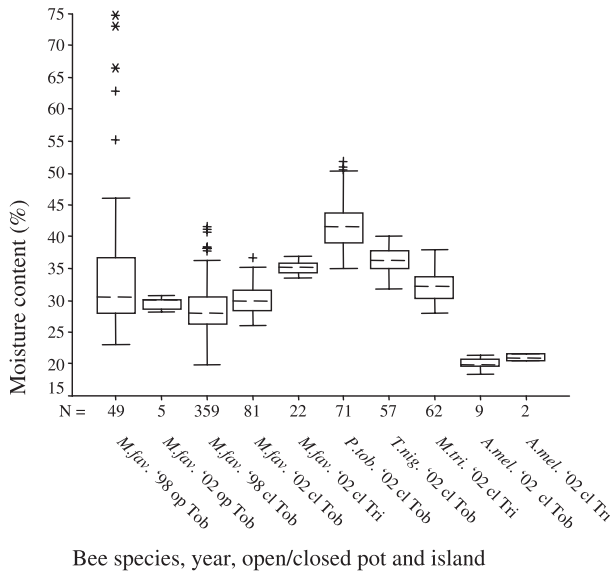 Moisture content (%)
75
70
65
60
55
50
45
40
35
30
25
20
15
N = 49 5 359 81 22 71 57 62 9 2
M.fav. ‘98 op Tob
M.fav. ‘02 op Tob
M.fav. ‘98 cl Tob
M.fav. ‘02 cl Tob
M.fav. ‘02 cl Tri
P.tob. ‘02 cl Tob
T.nig. ‘02 cl Tob
M.tri. ‘02 cl Tri
A.mel. ‘02 cl Tob
A.mel. ‘02 cl Tri
Bee species, year, open/closed pot and island